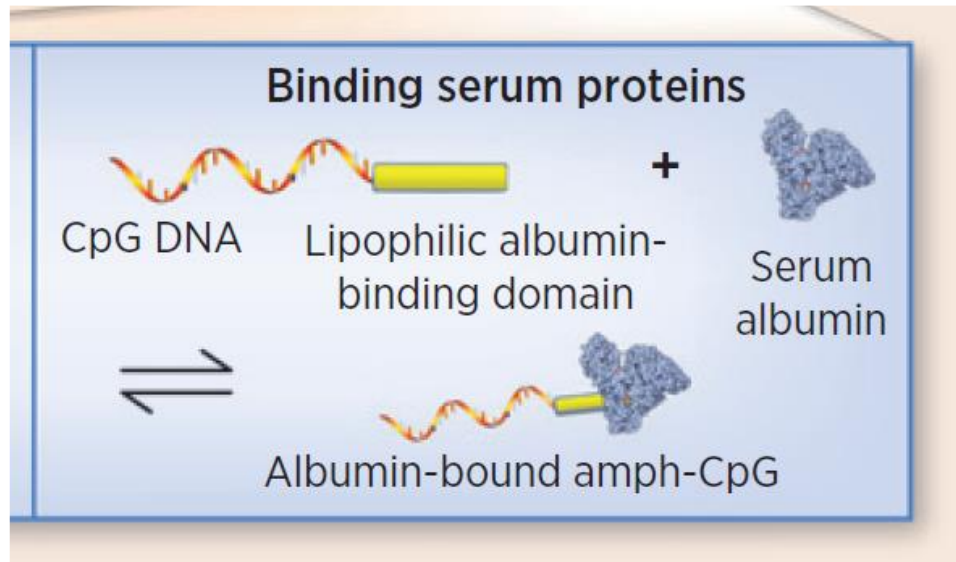 Binding serum proteins
+
CpG DNA
Lipophilic albumin-
binding domain
Serum
albumin
Albumin-bound amph-CpG